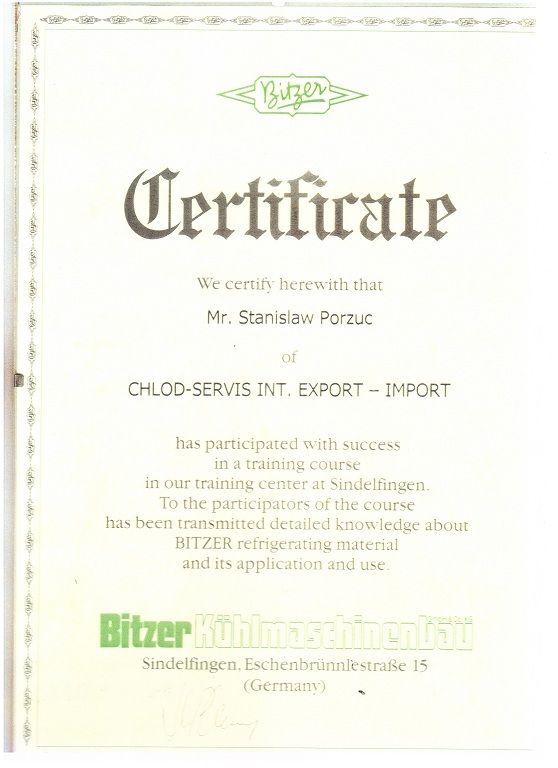 Bitzer
Certificate
We certify herewith that
Mr. Stanislaw Porzuc
of
CHLOD-SERVIS INT. EXPORT – IMPORT
has participated with success
in a training course
in our training center at Sindelfingen.
To the participators of the course
has been transmitted detailed knowledge about
BITZER refrigerating material
and its application and use.
Bitzer Kühlmaschinenbau
Sindelfingen, Eschenbrünnlestraße 15
(Germany)